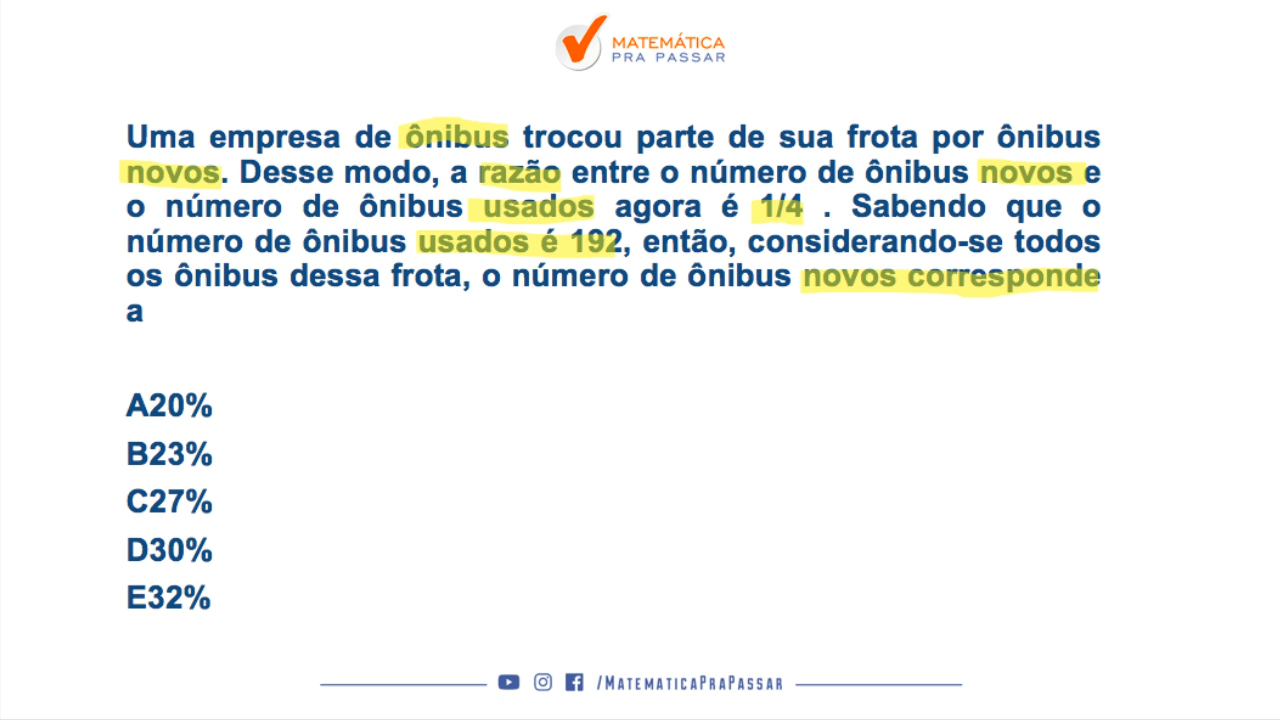 MATEMÁTICA
PRA PASSAR
Uma empresa de ônibus trocou parte de sua frota por ônibus
novos. Desse modo, a razão entre o número de ônibus novos e
o número de ônibus usados agora é 1/4 . Sabendo que o
número de ônibus usados é 192, então, considerando-se todos
os ônibus dessa frota, o número de ônibus novos corresponde
a
A20%
B23%
C27%
D30%
E32%
/MATEMATICAPRAPASSAR